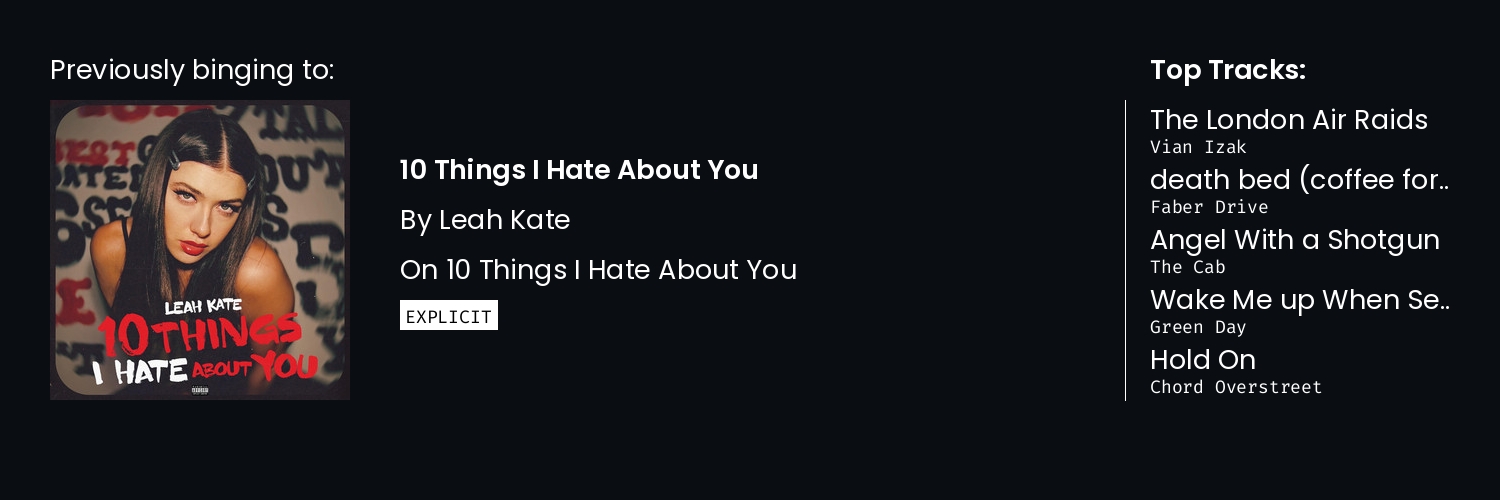 Previously binging to:
LEAH KATE
10 THINGS
I HATE ABOUT YOU
10 Things I Hate About You
By Leah Kate
On 10 Things I Hate About You
EXPLICIT
Top Tracks:
The London Air Raids
Vian Izak
death bed (coffee for..
Faber Drive
Angel With a Shotgun
The Cab
Wake Me up When Se..
Green Day
Hold On
Chord Overstreet